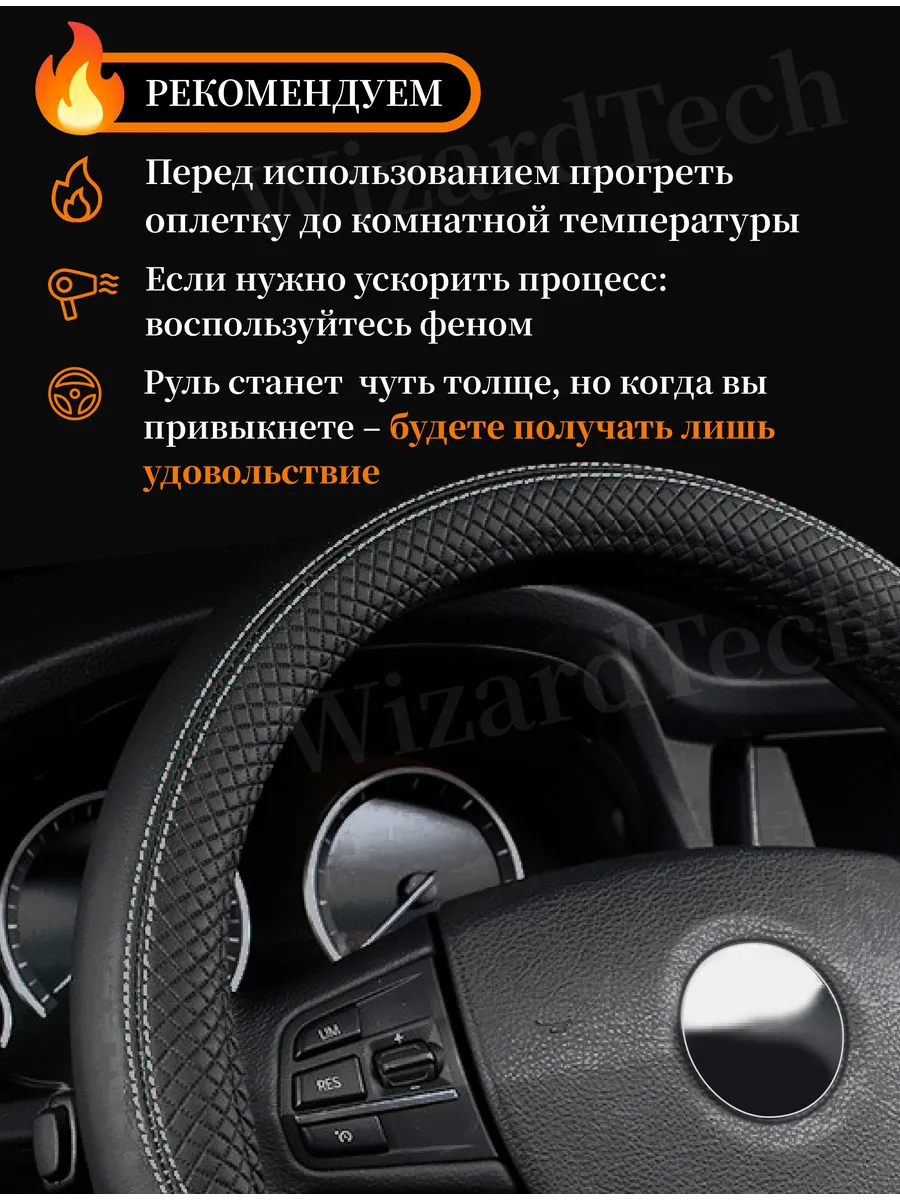 РЕКОМЕНДУЕМ
Перед использованием прогреть
оплетку до комнатной температуры
Если нужно ускорить процесс:
воспользуйтесь феном
Руль станет чуть толще, но когда вы
привыкнете – будете получать лишь
удовольствие
WizardTech
WizardTech
LIM
+
RES
-